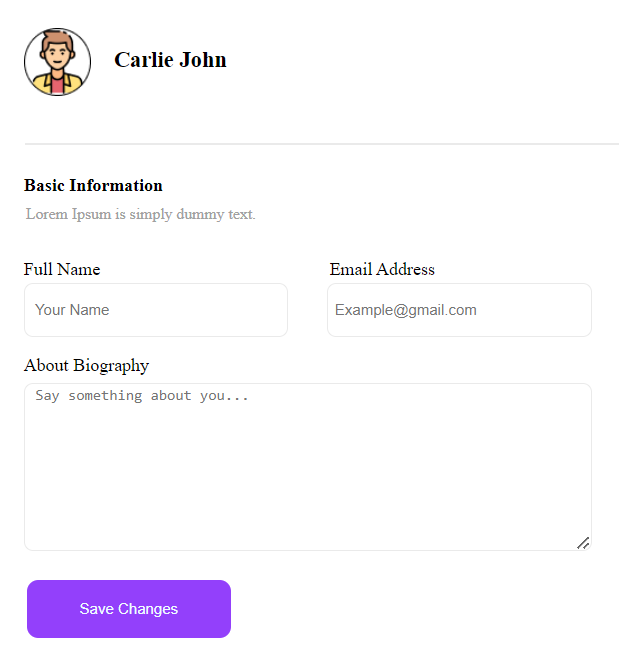 Carlie John
Basic Information
Lorem Ipsum is simply dummy text.
Full Name
Email Address
Your Name
Example@gmail.com
About Biography
Say something about you...
Save Changes